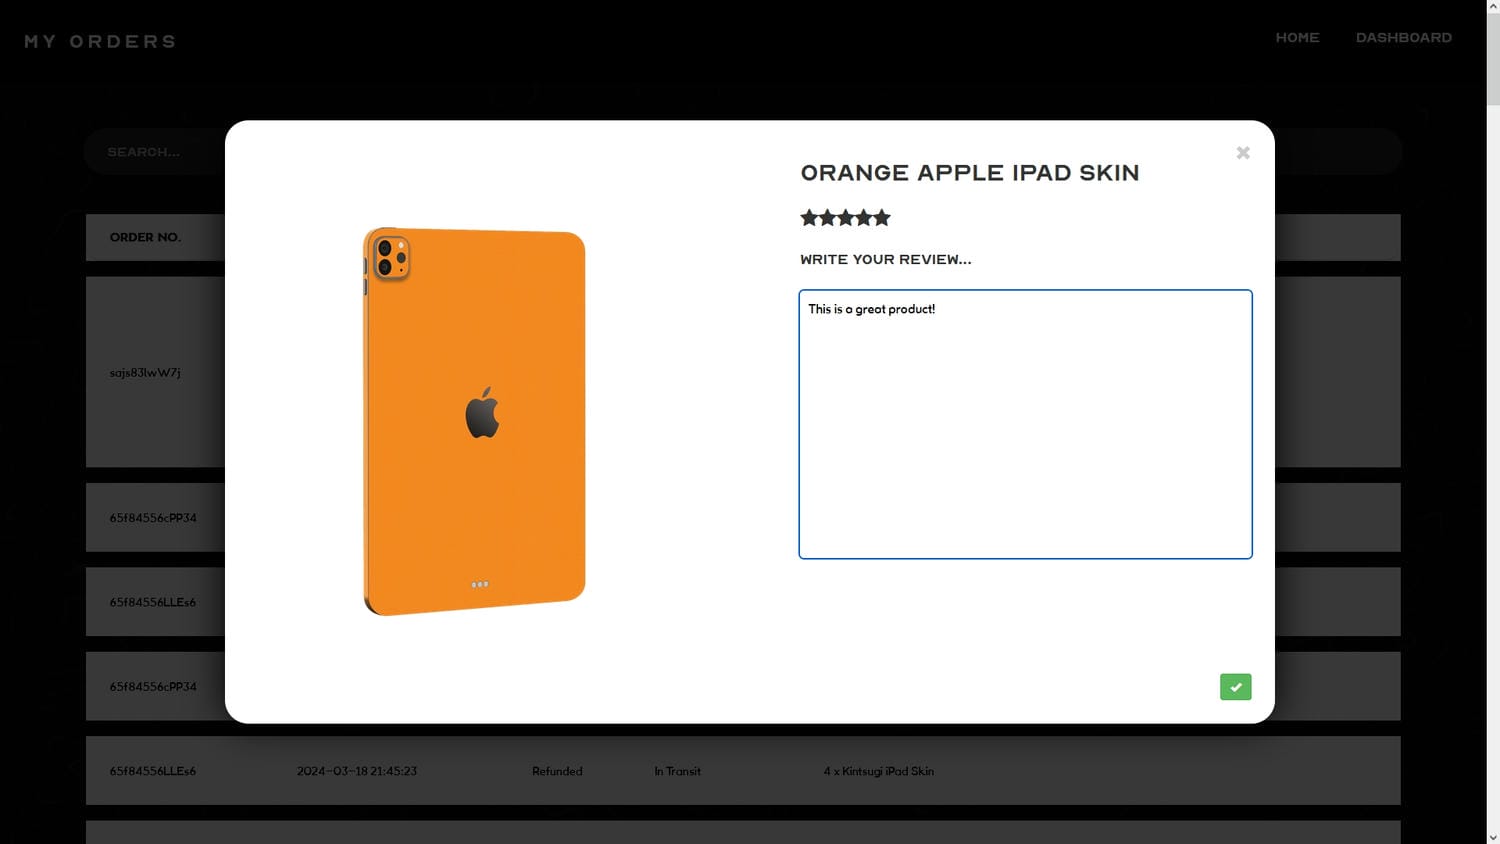 MY ORDERS
HOME
DASHBOARD
SEARCH...
ORANGE APPLE IPAD SKIN
WRITE YOUR REVIEW...
This is a great product!
ORDER NO.
sajs83lwW7j
65f84556cPP34
65f84556LLEs6
65f84556cPP34
65f84556LLEs6 2024-03-18 21:45:23 Refunded In Transit 4 x Kintsugi iPad Skin